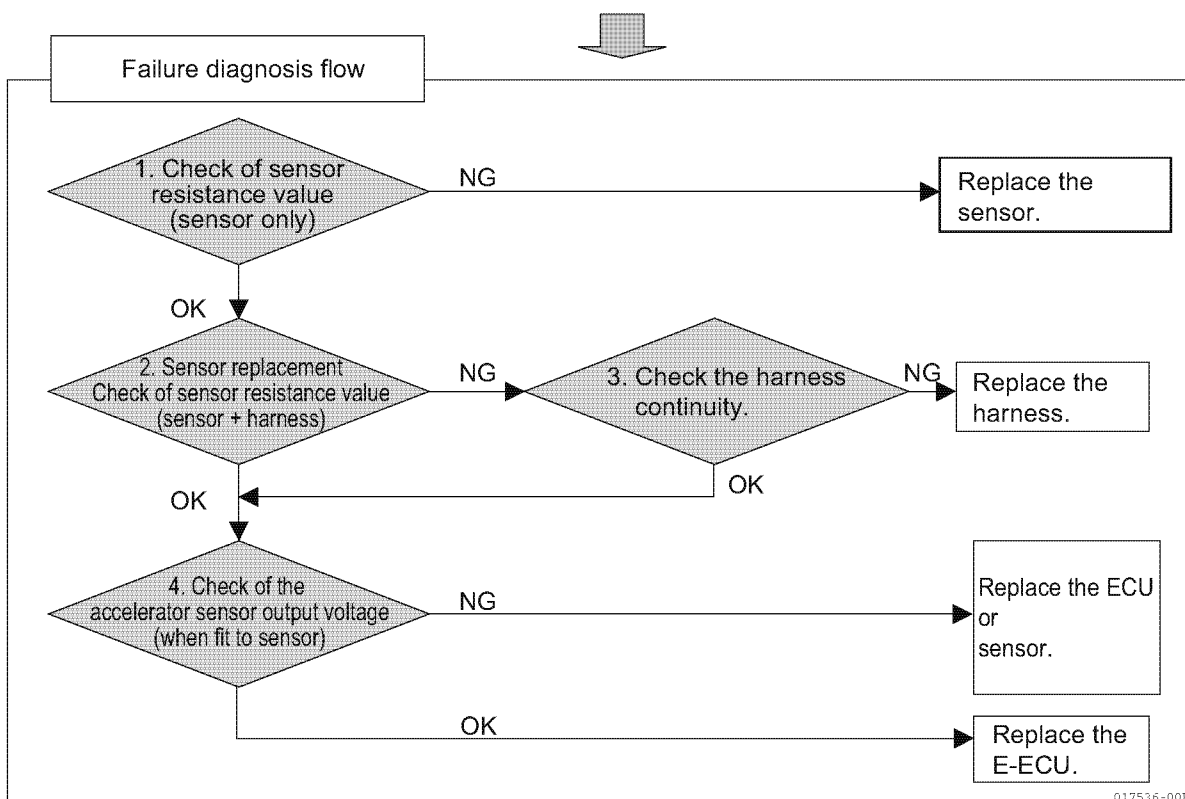 Failure diagnosis flow
1. Check of sensor
resistance value
(sensor only)
NG
Replace the
sensor.
OK
2. Sensor replacement
Check of sensor resistance value
(sensor + harness)
NG
3. Check the harness
continuity.
NG
Replace the
harness.
OK
OK
4. Check of the
accelerator sensor output voltage
(when fit to sensor)
NG
Replace the ECU
or
sensor.
OK
Replace the
E-ECU.